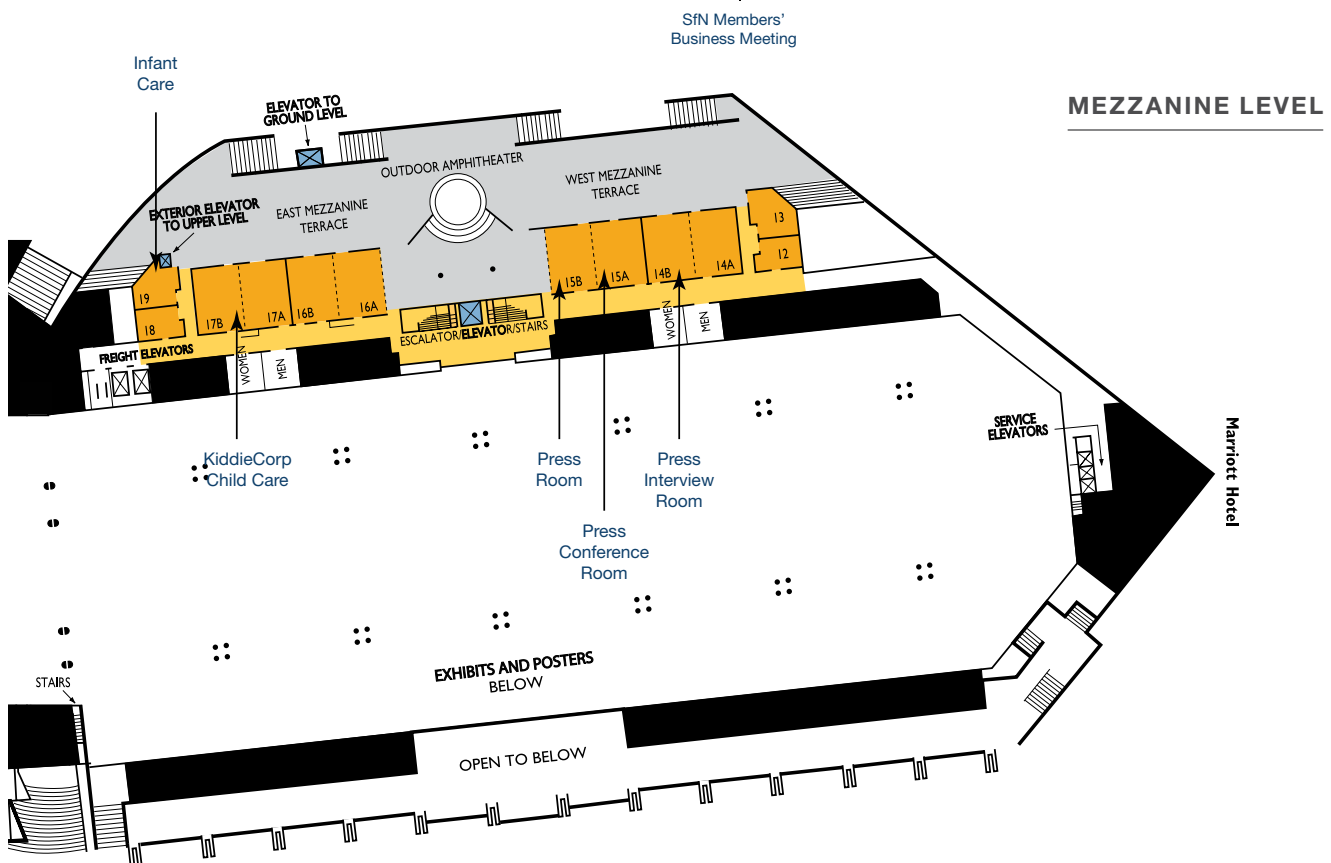 SfN Members'
Business Meeting
Infant
Care
MEZZANINE LEVEL
ELEVATOR TO
GROUND LEVEL
OUTDOOR AMPHITHEATER
WEST MEZZANINE
TERRACE
EXTERIOR ELEVATOR
TO UPPER LEVEL
EAST MEZZANINE
TERRACE
13
12
14A
14B
15A
15B
16A
16B
17A
17B
19
18
ESCALATOR/ELEVATOR/STAIRS
FREIGHT ELEVATORS
WOMEN
MEN
WOMEN
MEN
SERVICE
ELEVATORS
Marriott Hotel
KiddieCorp
Child Care
Press
Room
Press
Interview
Room
Press
Conference
Room
EXHIBITS AND POSTERS
BELOW
STAIRS
OPEN TO BELOW